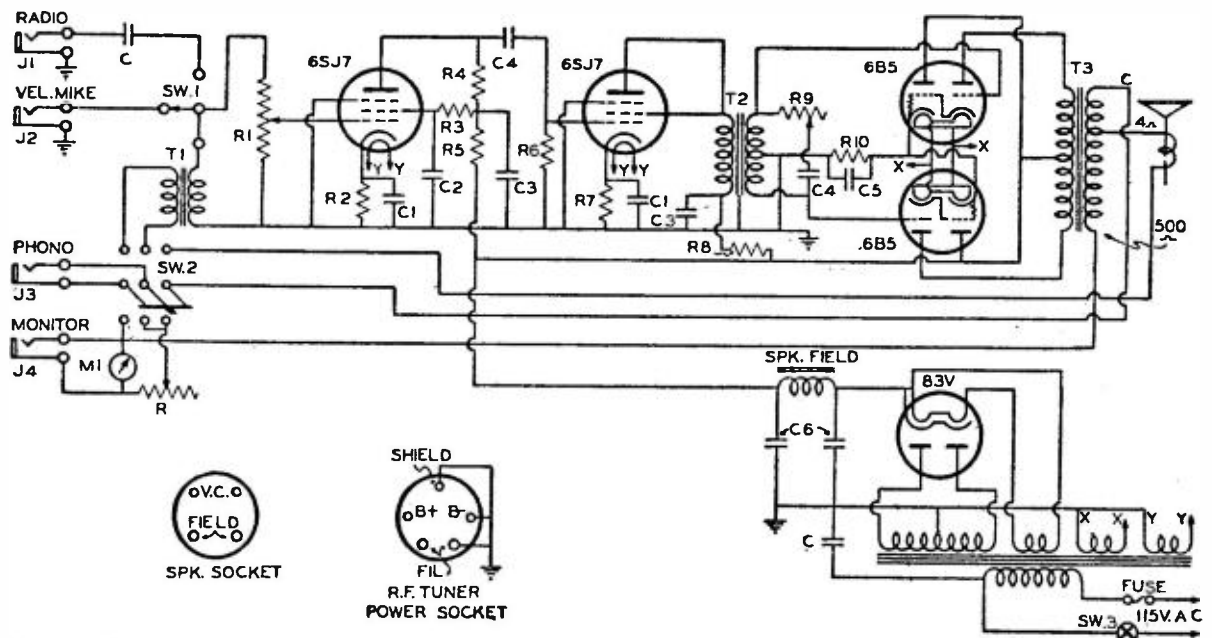 RADIO
J1
C
VEL. MIKE
J2
SW.1
T1
R1
6SJ7
R4
R3
R5
R2
Y Y
C1
C2
C3
C4
R6
6SJ7
R7
Y Y
C1
C3
T2
R8
R9
C4
R10
C5
6B5
X
X
.6B5
T3
C
4Ω
500
Ω
PHONO
J3
SW.2
MONITOR
J4
M1
R
SPK. FIELD
C6
83V
C
X X Y Y
FUSE
115V. A C
SW.3
V.C.
FIELD
SPK. SOCKET
SHIELD
B+ B-
FIL
R.F. TUNER
POWER SOCKET